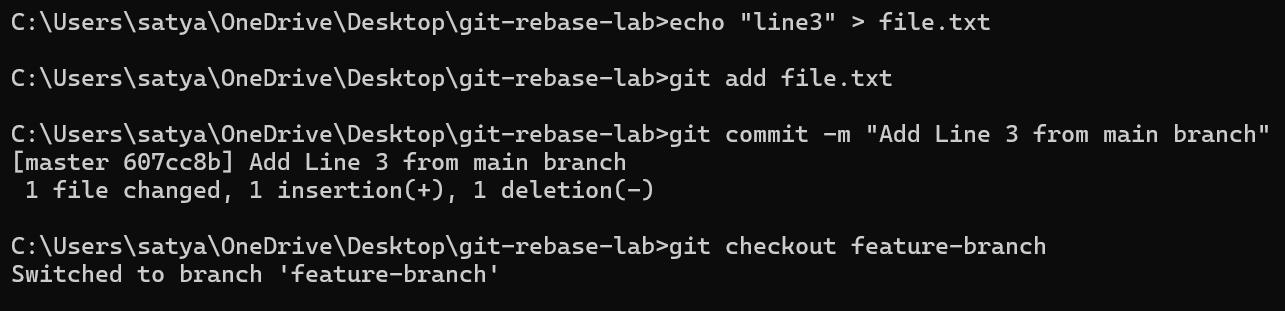 C:\Users\satya\OneDrive\Desktop\git-rebase-lab>echo "line3" > file.txt
C:\Users\satya\OneDrive\Desktop\git-rebase-lab>git add file.txt
C:\Users\satya\OneDrive\Desktop\git-rebase-lab>git commit -m "Add Line 3 from main branch"
[master 607cc8b] Add Line 3 from main branch
 1 file changed, 1 insertion(+), 1 deletion(-)
C:\Users\satya\OneDrive\Desktop\git-rebase-lab>git checkout feature-branch
Switched to branch 'feature-branch'